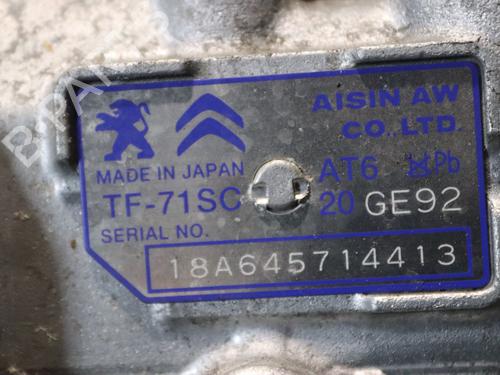 AISIN AW
CO., LTD.
MADE IN JAPAN
AT6 Pb
TF-71SC
20 GE92
SERIAL NO.
18A645714413